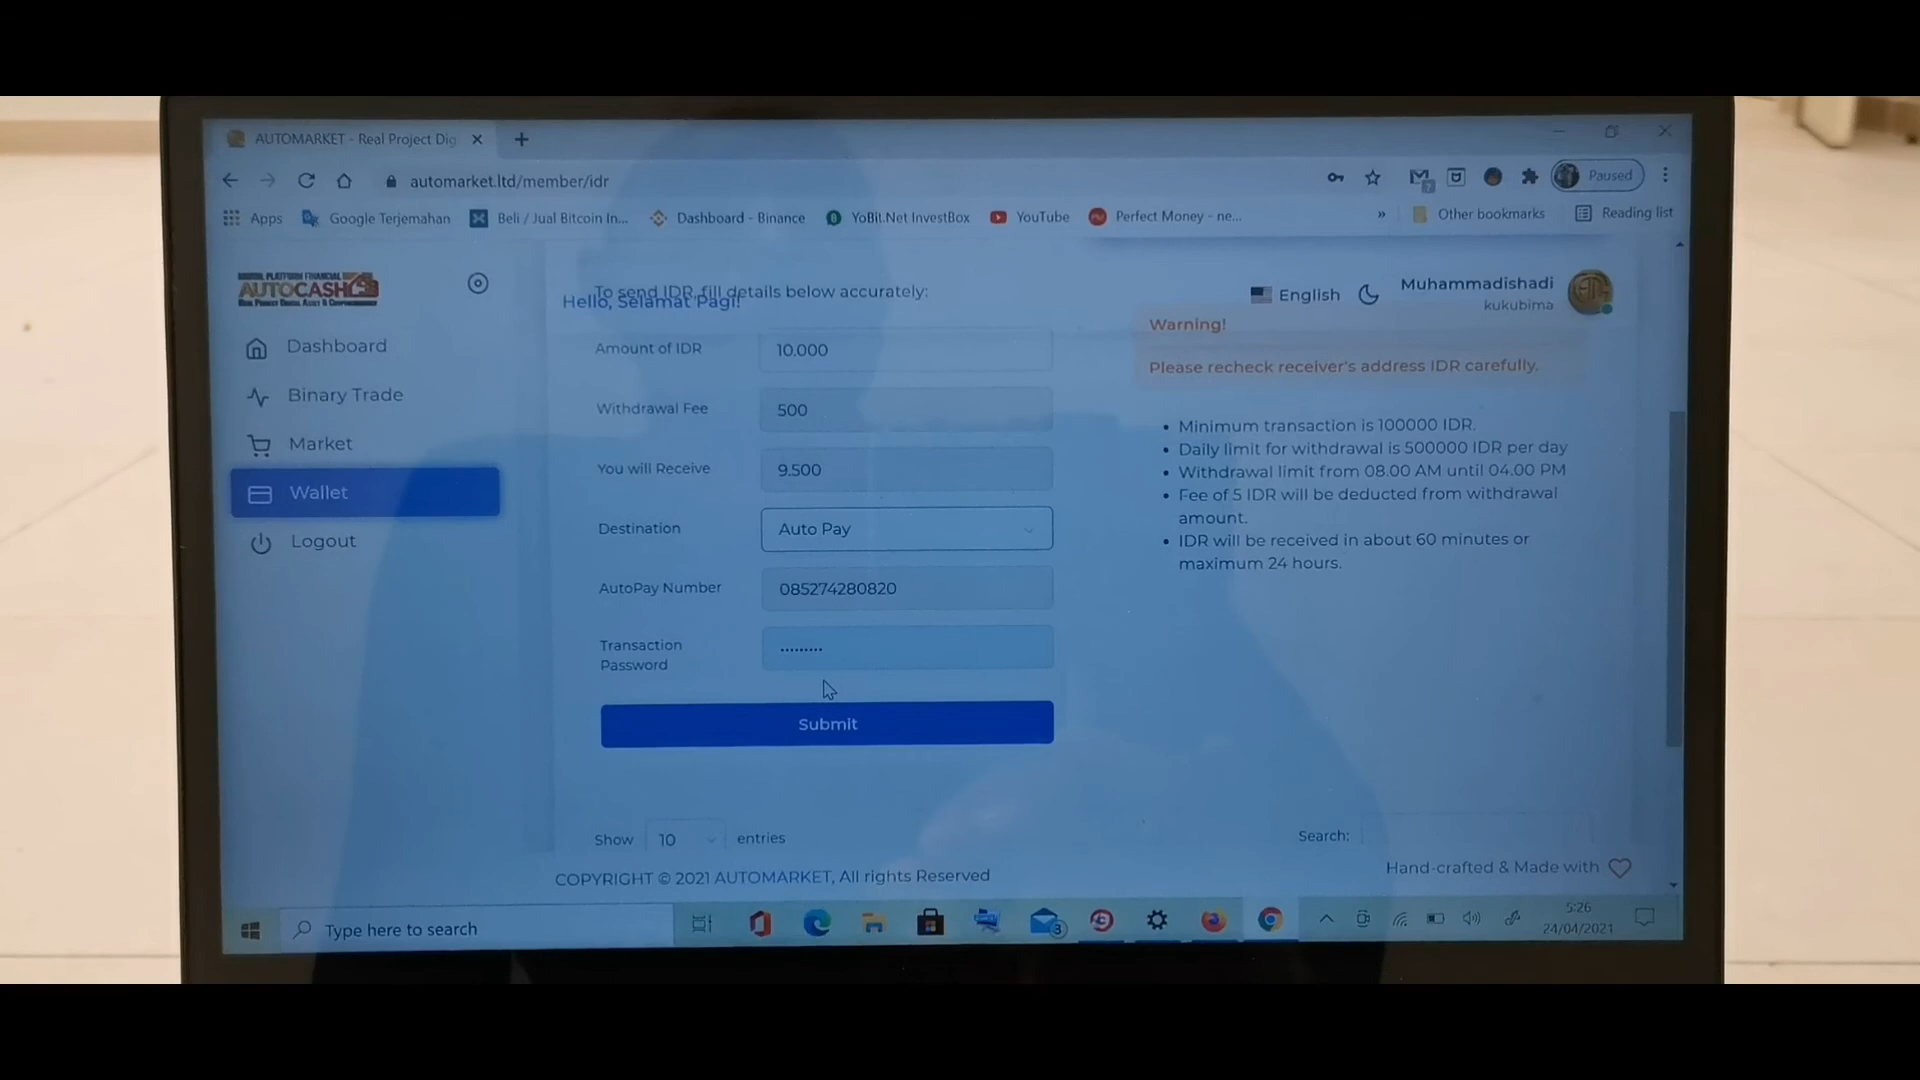 AUTOMARKET - Real Project Dig
automarket.ltd/member/idr
Paused
Apps
Google Terjemahan
Beli / Jual Bitcoin In...
Dashboard - Binance
YoBit.Net InvestBox
YouTube
Perfect Money - ne...
»
Other bookmarks
Reading list
AUTOCASH
Dashboard
Binary Trade
Market
Wallet
Logout
To send IDR, fill details below accurately:
Hello, Selamat Pagi!
English
Muhammadishadi
kukubima
Amount of IDR
10.000
Withdrawal Fee
500
You will Receive
9.500
Destination
Auto Pay
AutoPay Number
085274280820
Transaction
Password
·········
Submit
Warning!
Please recheck receiver's address IDR carefully.
• Minimum transaction is 100000 IDR.
• Daily limit for withdrawal is 500000 IDR per day
• Withdrawal limit from 08.00 AM until 04.00 PM
• Fee of 5 IDR will be deducted from withdrawal
amount.
• IDR will be received in about 60 minutes or
maximum 24 hours.
Show 10 entries
Search:
COPYRIGHT © 2021 AUTOMARKET, All rights Reserved
Hand-crafted & Made with
Type here to search
3
5:26
24/04/2021